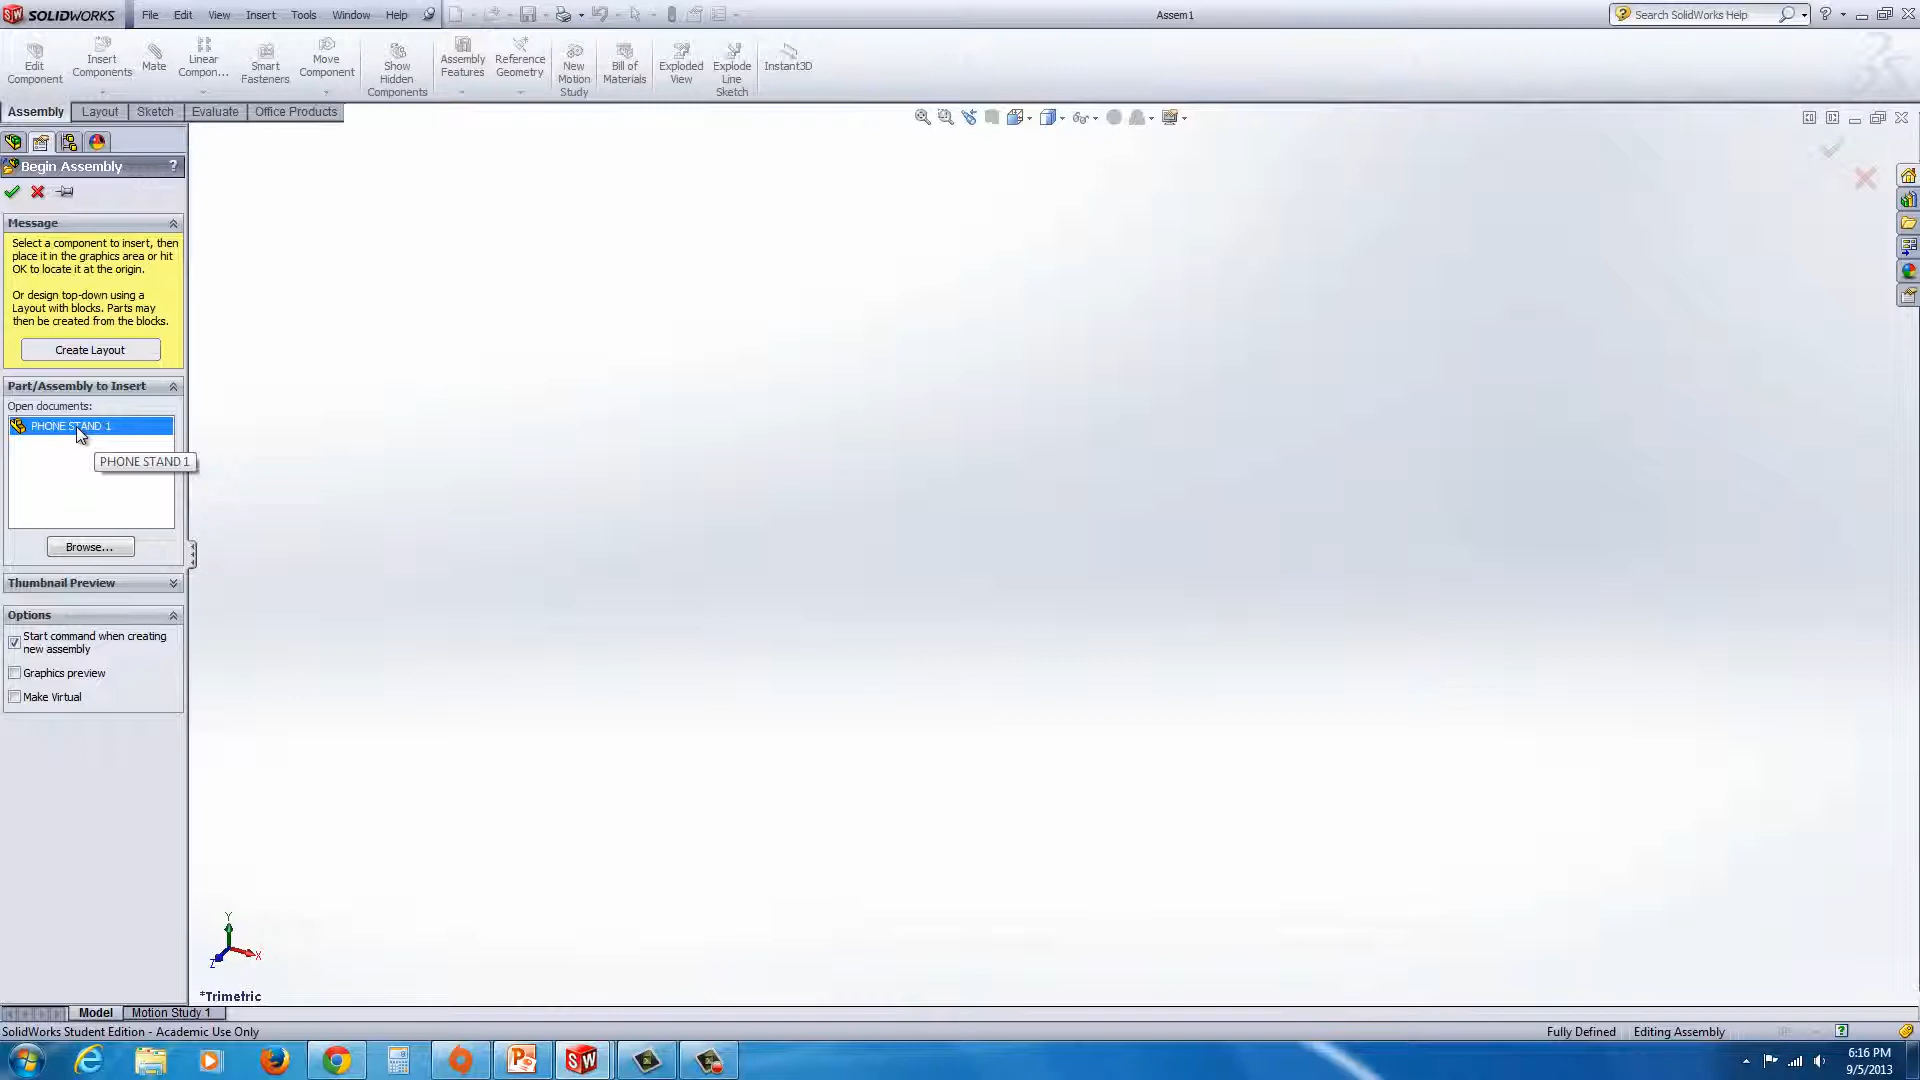 SOLIDWORKS File Edit View Insert Tools Window Help Assem1 Search SolidWorks Help
Edit Component
Insert Components
Mate
Linear Compon...
Smart Fasteners
Move Component
Show Hidden Components
Assembly Features
Reference Geometry
New Motion Study
Bill of Materials
Exploded View
Explode Line Sketch
Instant3D
Assembly Layout Sketch Evaluate Office Products
Begin Assembly ?
Message
Select a component to insert, then
place it in the graphics area or hit
OK to locate it at the origin.
Or design top-down using a
Layout with blocks. Parts may
then be created from the blocks.
Create Layout
Part/Assembly to Insert
Open documents:
PHONE STAND 1
PHONE STAND 1
Browse...
Thumbnail Preview
Options
Start command when creating
new assembly
Graphics preview
Make Virtual
Y
X
Z
*Trimetric
Model Motion Study 1
SolidWorks Student Edition - Academic Use Only Fully Defined Editing Assembly
6:16 PM
9/5/2013